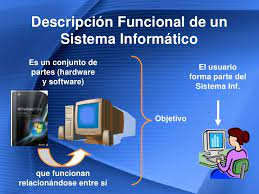 Descripción Funcional de un
Sistema Informático
Es un conjunto de
partes (hardware
y software)
El usuario
forma parte del
Sistema Inf.
Objetivo
que funcionan
relacionándose entre sí